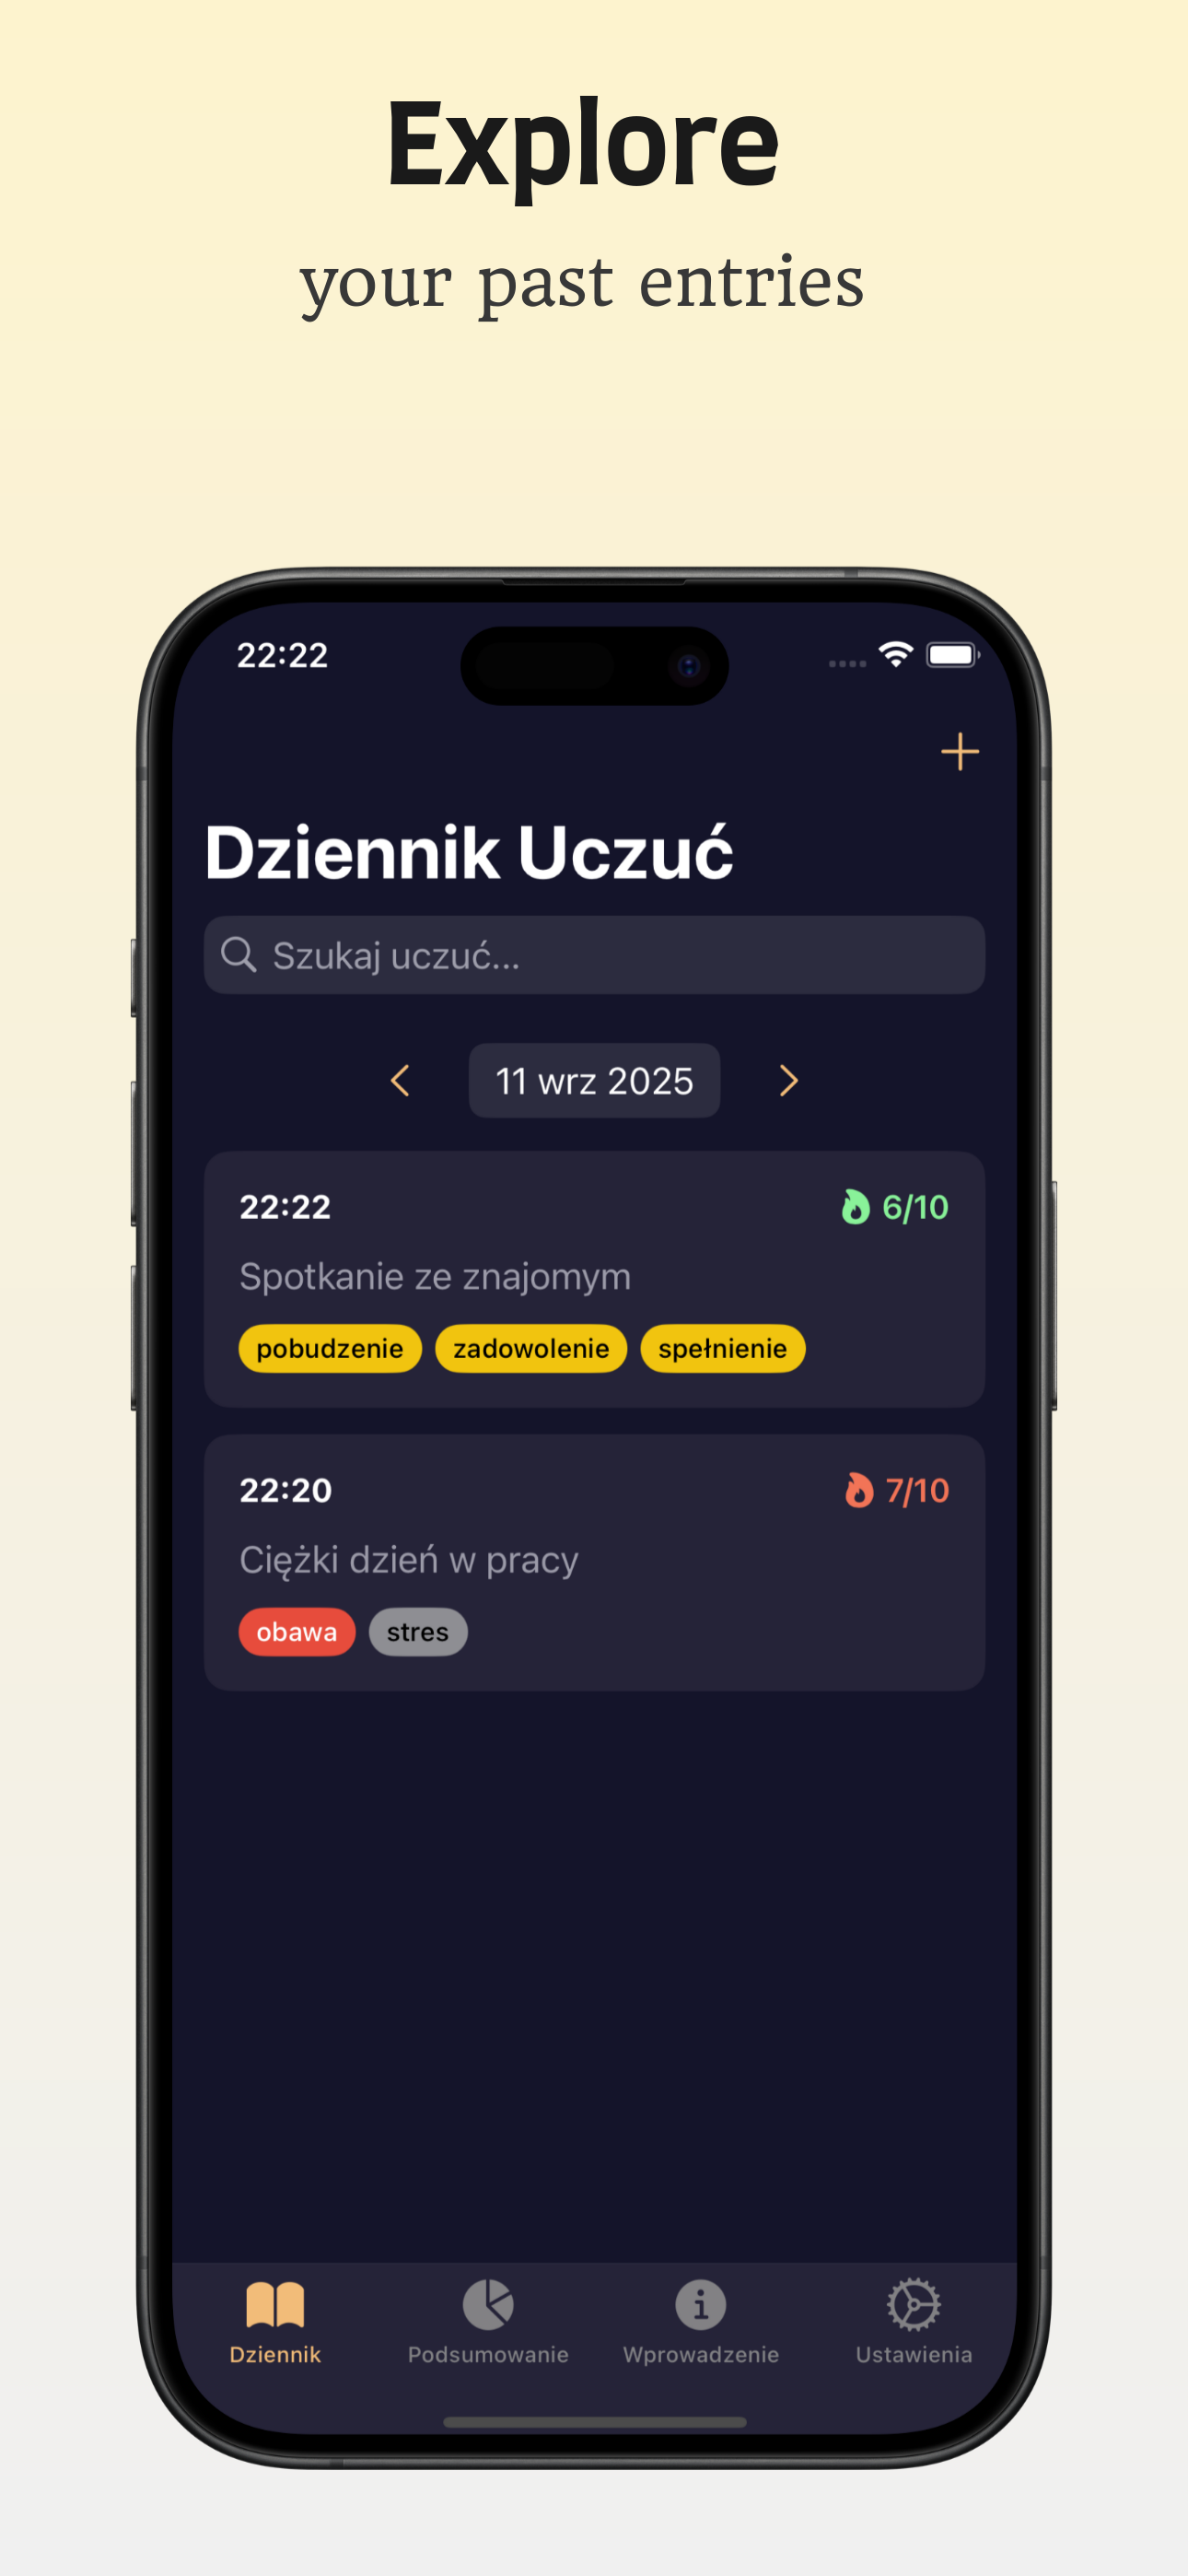 Explore
your past entries
22:22
Dziennik Uczuć
Szukaj uczuć...
11 wrz 2025
22:22 6/10
Spotkanie ze znajomym
pobudzenie zadowolenie spełnienie
22:20 7/10
Ciężki dzień w pracy
obawa stres
Dziennik Podsumowanie Wprowadzenie Ustawienia